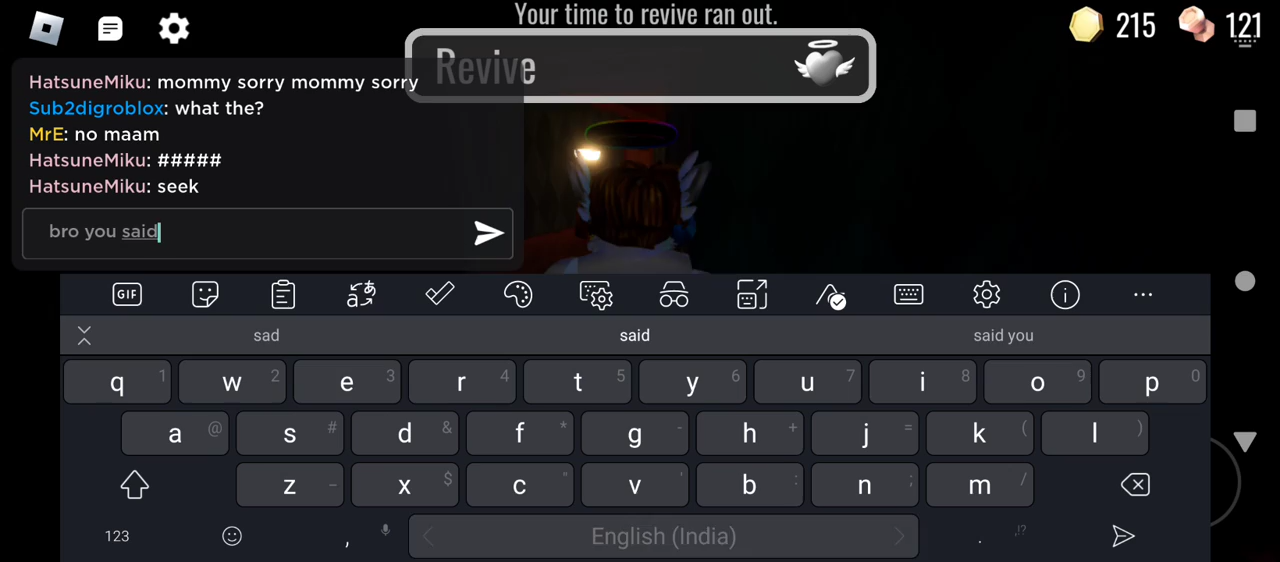 Your time to revive ran out.
215
121
Revive
HatsuneMiku: mommy sorry mommy sorry
Sub2digroblox: what the?
MrE: no maam
HatsuneMiku: #####
HatsuneMiku: seek
bro you said
GIF
sad said said you
q 1 w 2 e 3 r 4 t 5 y 6 u 7 i 8 o 9 p 0
a @ s # d & f * g - h + j = k ( l )
z _ x $ c " v ' b : n ; m /
123 , English (India) . ,!?